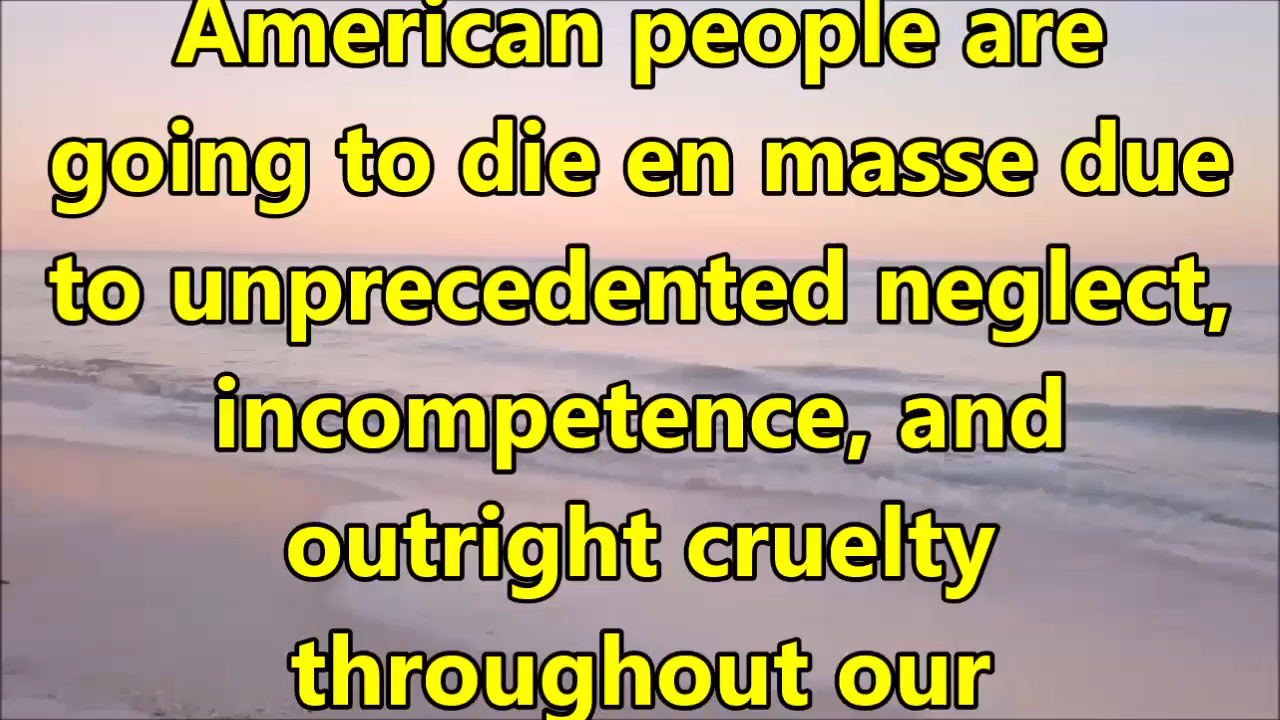 American people are
going to die en masse due
to unprecedented neglect,
incompetence, and
outright cruelty
throughout our